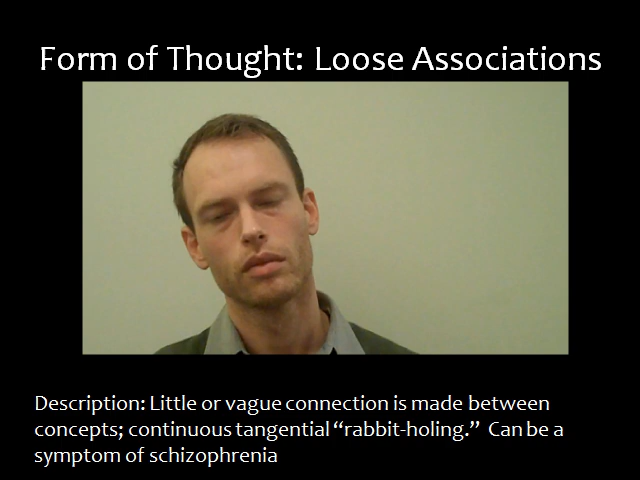 Form of Thought: Loose Associations
Description: Little or vague connection is made between
concepts; continuous tangential “rabbit-holing.”  Can be a
symptom of schizophrenia